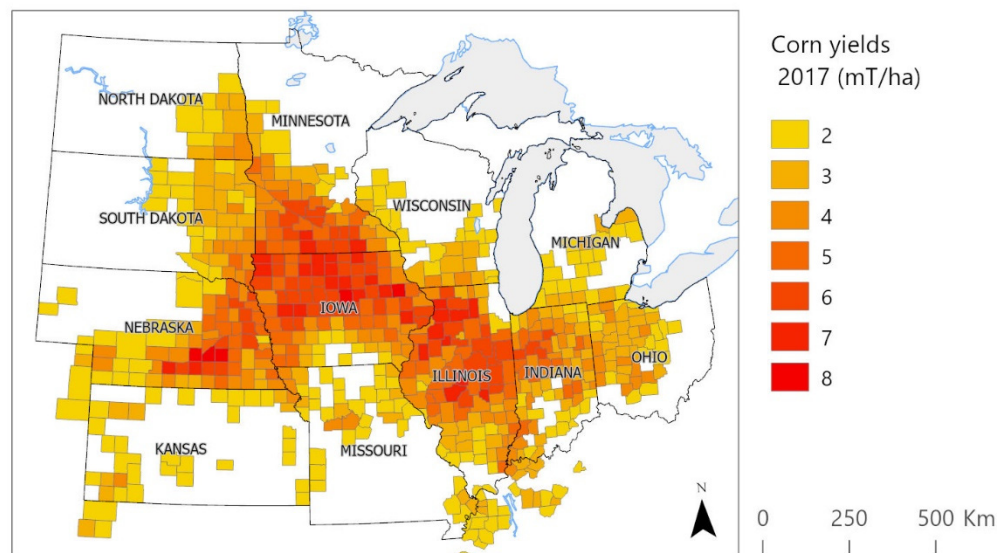 Corn yields
2017 (mT/ha)
2
3
4
5
6
7
8
NORTH DAKOTA
MINNESOTA
SOUTH DAKOTA
WISCONSIN
MICHIGAN
NEBRASKA
IOWA
ILLINOIS
INDIANA
OHIO
KANSAS
MISSOURI
N
0 250 500 Km